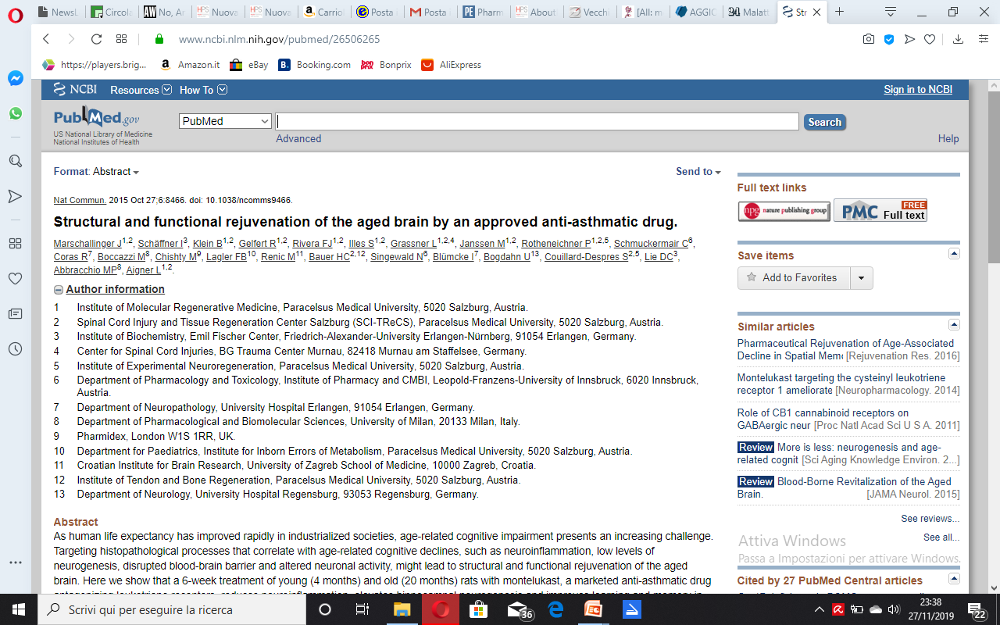 NewsL
Circola
No, Ar
Nuova
Nuova
Carriol
Posta I
Posta
Pharm
About
Vecchi
[All: m
AGGIC
Malatt
Str
www.ncbi.nlm.nih.gov/pubmed/26506265
https://players.brig...
Amazon.it
eBay
Booking.com
Bonprix
AliExpress
NCBI Resources How To
Sign in to NCBI
PubMed.gov
US National Library of Medicine
National Institutes of Health
PubMed
Search
Advanced
Help
Format: Abstract
Send to
Nat Commun. 2015 Oct 27;6:8466. doi: 10.1038/ncomms9466.
Structural and functional rejuvenation of the aged brain by an approved anti-asthmatic drug.
Marschallinger J1,2, Schäffner I3, Klein B1,2, Gelfert R1,2, Rivera FJ1,2, Illes S1,2, Grassner L1,2,4, Janssen M1,2, Rotheneichner P1,2,5, Schmuckermair C6,
Coras R7, Boccazzi M8, Chishty M9, Lagler FB10, Renic M11, Bauer HC2,12, Singewald N6, Blümcke I7, Bogdahn U13, Couillard-Despres S2,5, Lie DC3,
Abbracchio MP8, Aigner L1,2.
Author information
1 Institute of Molecular Regenerative Medicine, Paracelsus Medical University, 5020 Salzburg, Austria.
2 Spinal Cord Injury and Tissue Regeneration Center Salzburg (SCI-TReCS), Paracelsus Medical University, 5020 Salzburg, Austria.
3 Institute of Biochemistry, Emil Fischer Center, Friedrich-Alexander-University Erlangen-Nürnberg, 91054 Erlangen, Germany.
4 Center for Spinal Cord Injuries, BG Trauma Center Murnau, 82418 Murnau am Staffelsee, Germany.
5 Institute of Experimental Neuroregeneration, Paracelsus Medical University, 5020 Salzburg, Austria.
6 Department of Pharmacology and Toxicology, Institute of Pharmacy and CMBI, Leopold-Franzens-University of Innsbruck, 6020 Innsbruck,
Austria.
7 Department of Neuropathology, University Hospital Erlangen, 91054 Erlangen, Germany.
8 Department of Pharmacological and Biomolecular Sciences, University of Milan, 20133 Milan, Italy.
9 Pharmidex, London W1S 1RR, UK.
10 Department for Paediatrics, Institute for Inborn Errors of Metabolism, Paracelsus Medical University, 5020 Salzburg, Austria.
11 Croatian Institute for Brain Research, University of Zagreb School of Medicine, 10000 Zagreb, Croatia.
12 Institute of Tendon and Bone Regeneration, Paracelsus Medical University, 5020 Salzburg, Austria.
13 Department of Neurology, University Hospital Regensburg, 93053 Regensburg, Germany.
Abstract
As human life expectancy has improved rapidly in industrialized societies, age-related cognitive impairment presents an increasing challenge.
Targeting histopathological processes that correlate with age-related cognitive declines, such as neuroinflammation, low levels of
neurogenesis, disrupted blood-brain barrier and altered neuronal activity, might lead to structural and functional rejuvenation of the aged
brain. Here we show that a 6-week treatment of young (4 months) and old (20 months) rats with montelukast, a marketed anti-asthmatic drug
Full text links
npg nature publishing group
PMC FREE Full text
Save items
Add to Favorites
Similar articles
Pharmaceutical Rejuvenation of Age-Associated
Decline in Spatial Mem [Rejuvenation Res. 2016]
Montelukast targeting the cysteinyl leukotriene
receptor 1 ameliorate [Neuropharmacology. 2014]
Role of CB1 cannabinoid receptors on
GABAergic neur [Proc Natl Acad Sci U S A. 2011]
Review More is less: neurogenesis and age-
related cognit [Sci Aging Knowledge Environ. 2...]
Review Blood-Borne Revitalization of the Aged
Brain. [JAMA Neurol. 2015]
See reviews...
See all...
Attiva Windows
Passa a Impostazioni per attivare Windows.
Cited by 27 PubMed Central articles
Scrivi qui per eseguire la ricerca
36
23:38
27/11/2019
22